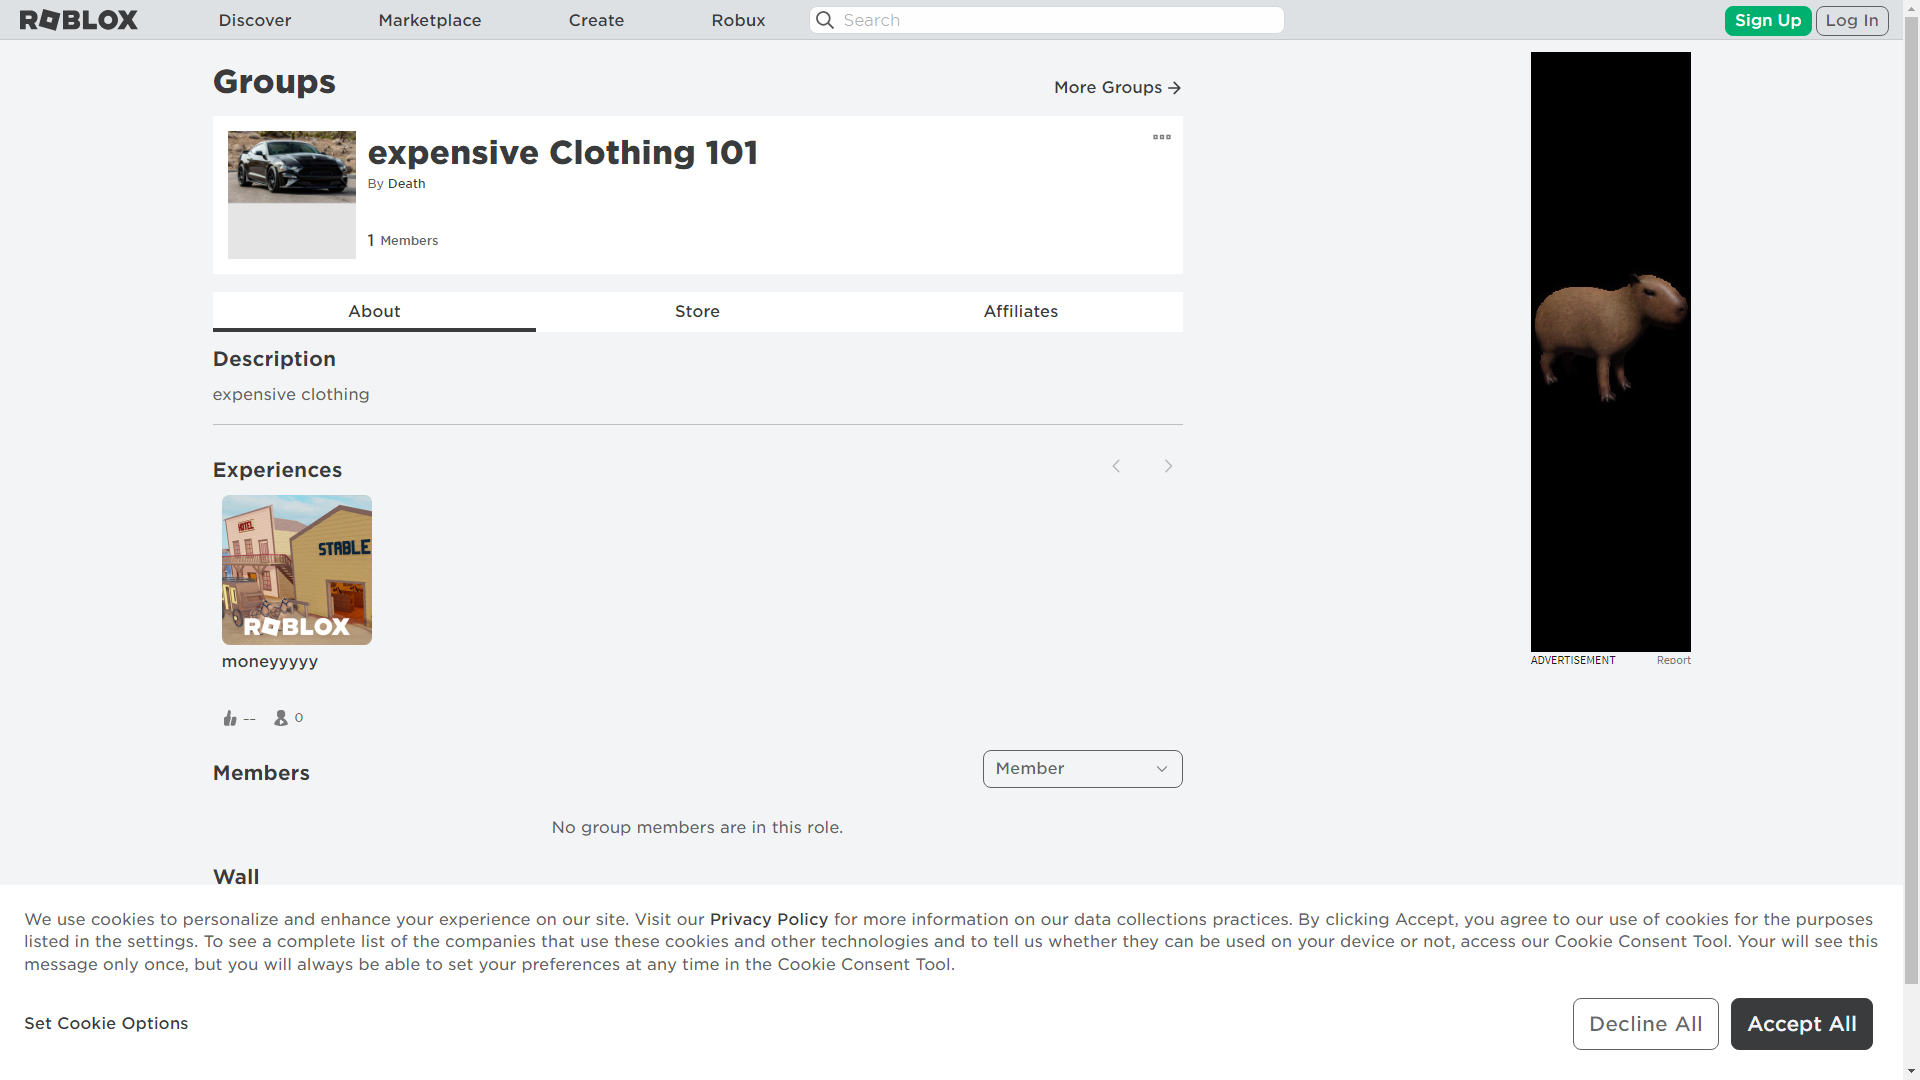 ROBLOX
Discover
Marketplace
Create
Robux
Search
Sign Up
Log In
Groups
More Groups
expensive Clothing 101
By Death
1 Members
About
Store
Affiliates
Description
expensive clothing
Experiences
HOTEL
STABLE
ROBLOX
moneyyyyy
--
0
ADVERTISEMENT
Report
Members
Member
No group members are in this role.
Wall
We use cookies to personalize and enhance your experience on our site. Visit our Privacy Policy for more information on our data collections practices. By clicking Accept, you agree to our use of cookies for the purposes
listed in the settings. To see a complete list of the companies that use these cookies and other technologies and to tell us whether they can be used on your device or not, access our Cookie Consent Tool. Your will see this
message only once, but you will always be able to set your preferences at any time in the Cookie Consent Tool.
Set Cookie Options
Decline All
Accept All